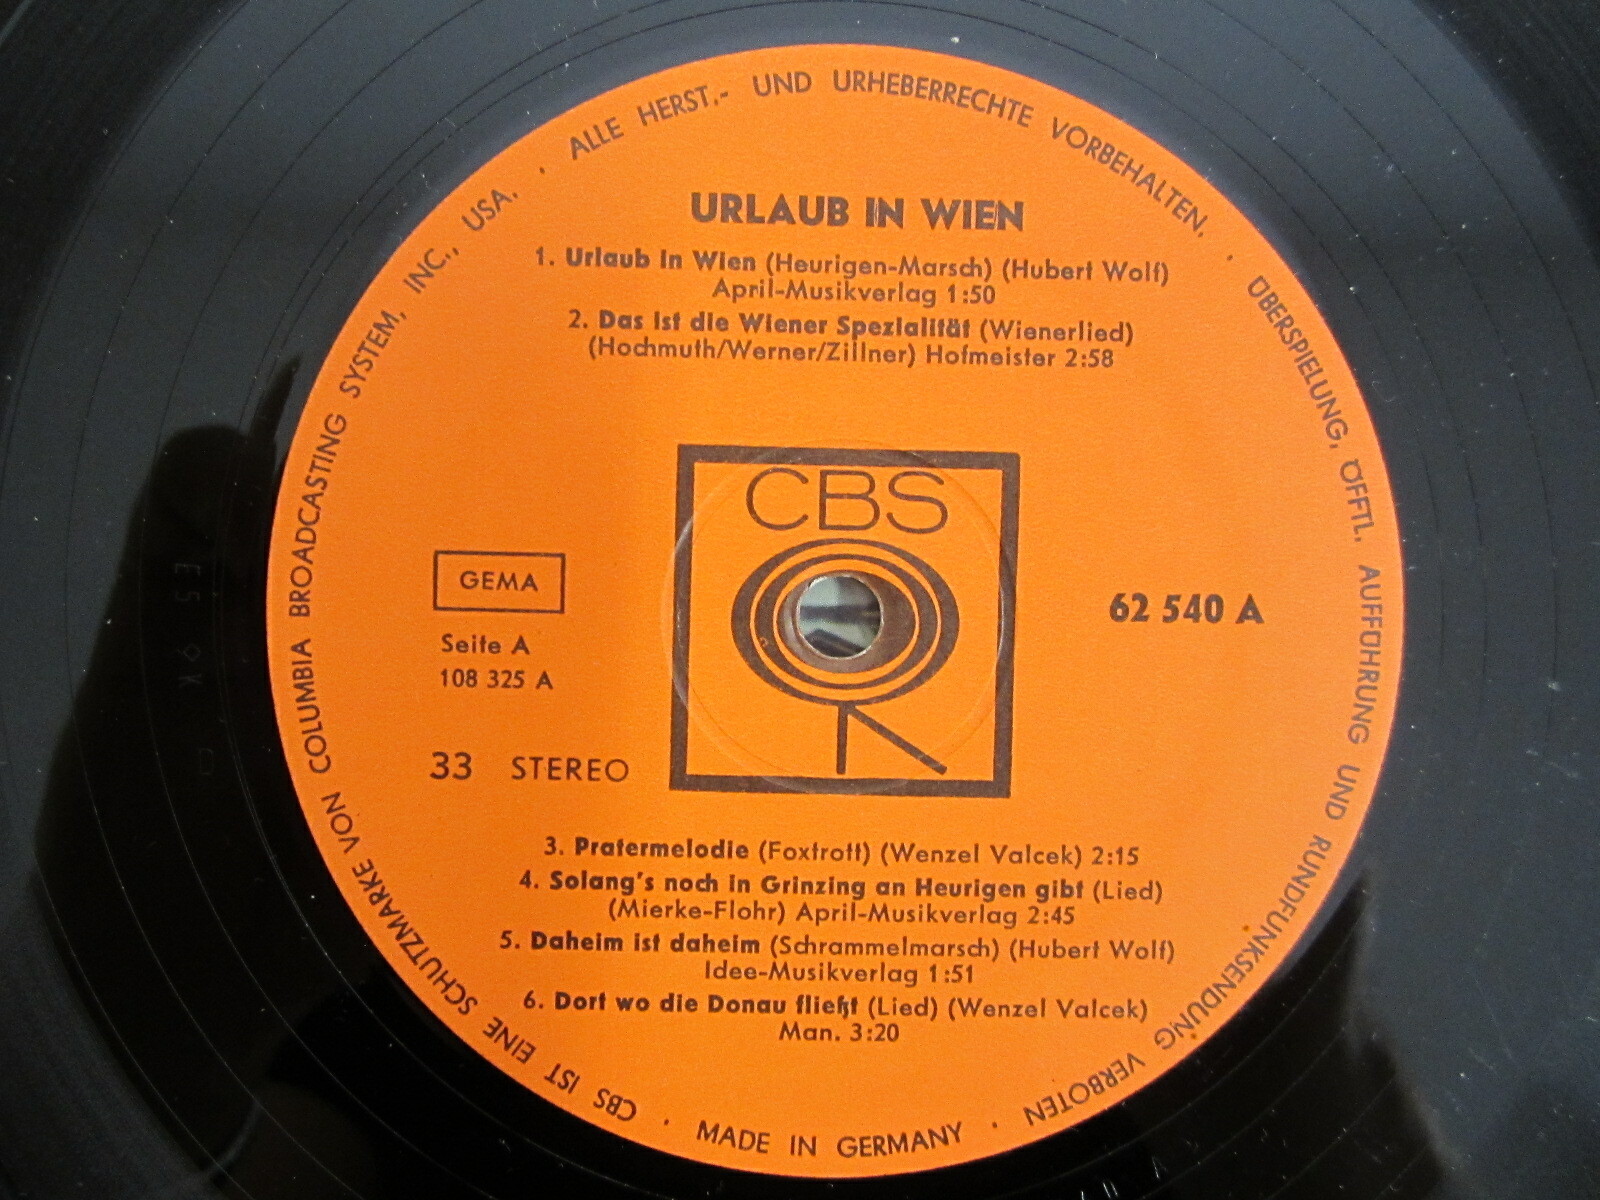 CBS IST EINE SCHUTZMARKE VON COLUMBIA BROADCASTING SYSTEM, INC., USA. · ALLE HERST.- UND URHEBERRECHTE VORBEHALTEN. · ÜBERSPIELUNG, ÖFFTL. AUFFÜHRUNG UND RUNDFUNKSENDUNG VERBOTEN · MADE IN GERMANY ·
URLAUB IN WIEN
1. Urlaub in Wien (Heurigen-Marsch) (Hubert Wolf)
April-Musikverlag 1:50
2. Das ist die Wiener Spezialität (Wienerlied)
(Hochmuth/Werner/Zillner) Hofmeister 2:58
CBS
GEMA
62 540 A
Seite A
108 325 A
33 STEREO
3. Pratermelodie (Foxtrott) (Wenzel Valcek) 2:15
4. Solang's noch in Grinzing an Heurigen gibt (Lied)
(Mierke-Flohr) April-Musikverlag 2:45
5. Daheim ist daheim (Schrammelmarsch) (Hubert Wolf)
Idee-Musikverlag 1:51
6. Dort wo die Donau fließt (Lied) (Wenzel Valcek)
Man. 3:20